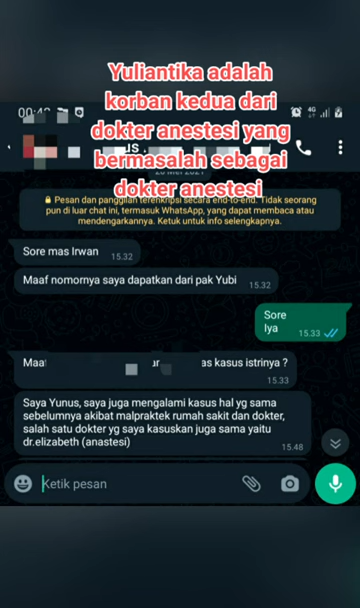 Yuliantika adalah
korban kedua dari
dokter anestesi yang
bermasalah sebagai
dokter anestesi
4G
🔒 Pesan dan panggilan terenkripsi secara end-to-end. Tidak seorang
pun di luar chat ini, termasuk WhatsApp, yang dapat membaca atau
mendengarkannya. Ketuk untuk info selengkapnya.
Sore mas Irwan 15.32
Maaf nomornya saya dapatkan dari pak Yubi 15.32
Sore
Iya 15.33
as kasus istrinya ?
15.33
Saya Yunus, saya juga mengalami kasus hal yg sama
sebelumnya akibat malpraktek rumah sakit dan dokter,
salah satu dokter yg saya kasuskan juga sama yaitu
dr.elizabeth (anastesi) 15.48
Ketik pesan